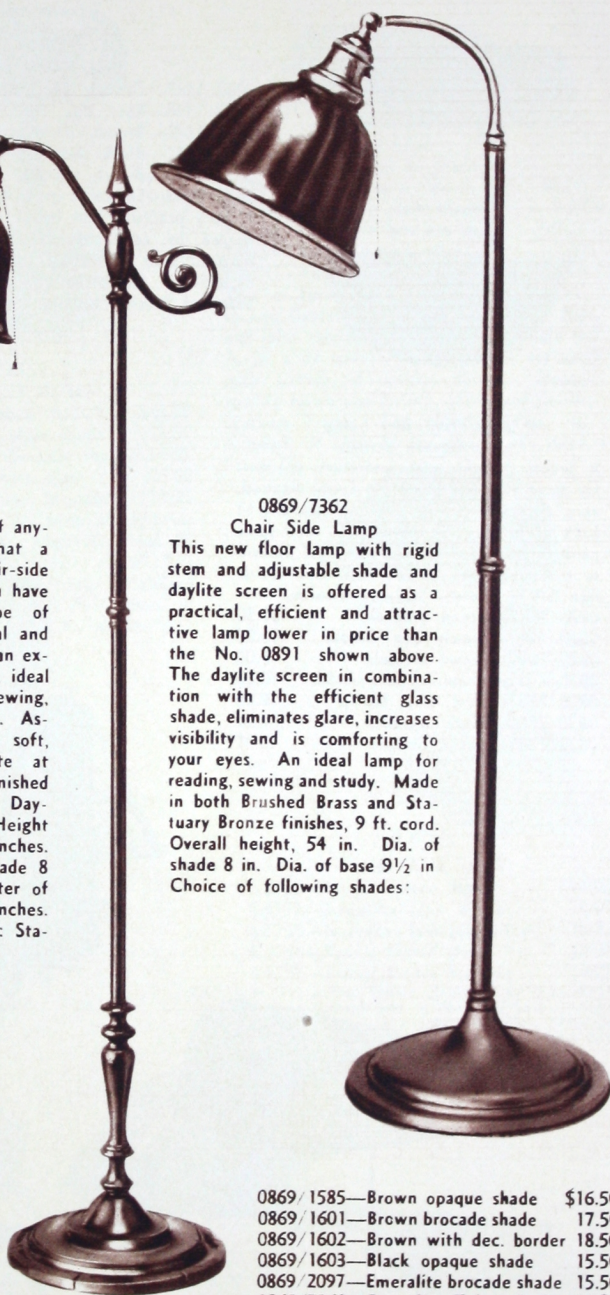 f any-
hat a
ir-side
have
pe of
al and
an ex-
ideal
ewing,
. As-
soft,
te at
nished
Day-
Height
nches.
ade 8
ter of
nches.
: Sta-
0869/7362
Chair Side Lamp
This new floor lamp with rigid
stem and adjustable shade and
daylite screen is offered as a
practical, efficient and attrac-
tive lamp lower in price than
the No. 0891 shown above.
The daylite screen in combina-
tion with the efficient glass
shade, eliminates glare, increases
visibility and is comforting to
your eyes. An ideal lamp for
reading, sewing and study. Made
in both Brushed Brass and Sta-
tuary Bronze finishes, 9 ft. cord.
Overall height, 54 in. Dia. of
shade 8 in. Dia. of base 9½ in
Choice of following shades:
0869/1585—Brown opaque shade $16.5
0869/1601—Brown brocade shade 17.5
0869/1602—Brown with dec. border 18.5
0869/1603—Black opaque shade 15.5
0869/2097—Emeralite brocade shade 15.5